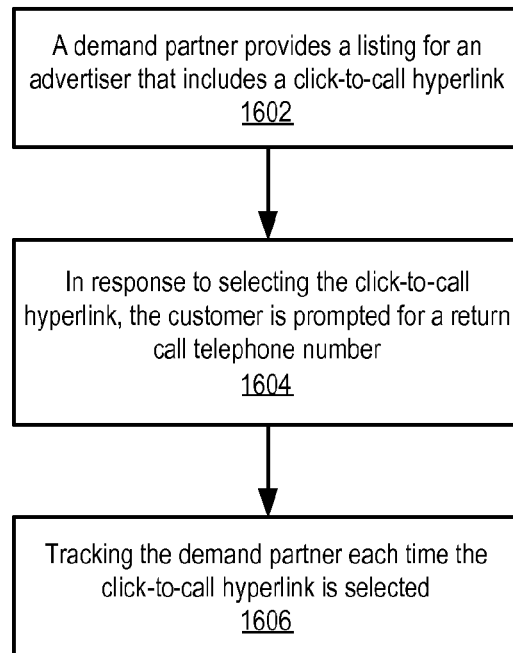 A demand partner provides a listing for an
advertiser that includes a click-to-call hyperlink
1602
In response to selecting the click-to-call
hyperlink, the customer is prompted for a return
call telephone number
1604
Tracking the demand partner each time the
click-to-call hyperlink is selected
1606